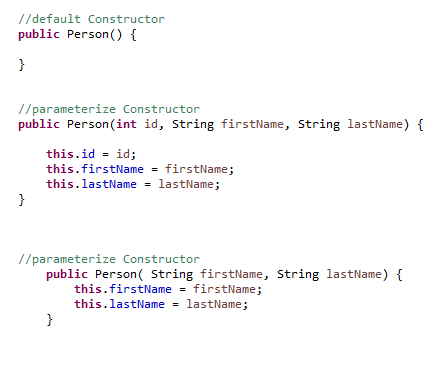 //default Constructor
public Person() {
}
//parameterize Constructor
public Person(int id, String firstName, String lastName) {
this.id = id;
this.firstName = firstName;
this.lastName = lastName;
}
//parameterize Constructor
public Person( String firstName, String lastName) {
this.firstName = firstName;
this.lastName = lastName;
}